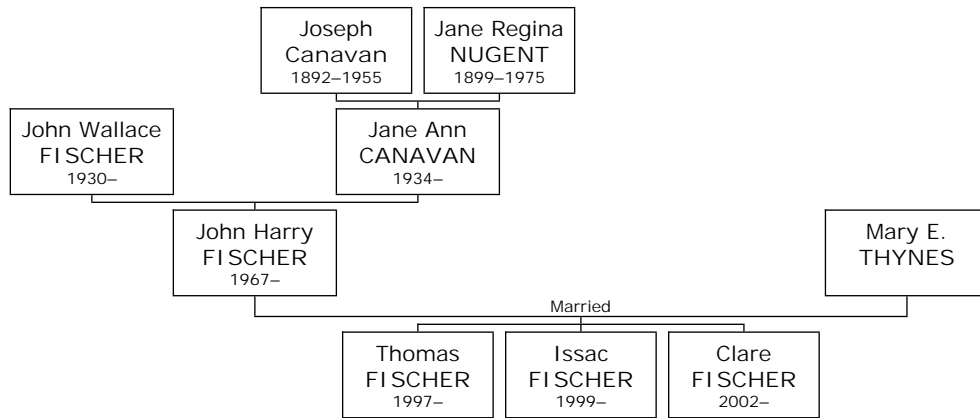 Joseph
Canavan
1892–1955
Jane Regina
NUGENT
1899–1975
John Wallace
FISCHER
1930–
Jane Ann
CANAVAN
1934–
John Harry
FISCHER
1967–
Mary E.
THYNES
Married
Thomas
FISCHER
1997–
Issac
FISCHER
1999–
Clare
FISCHER
2002–